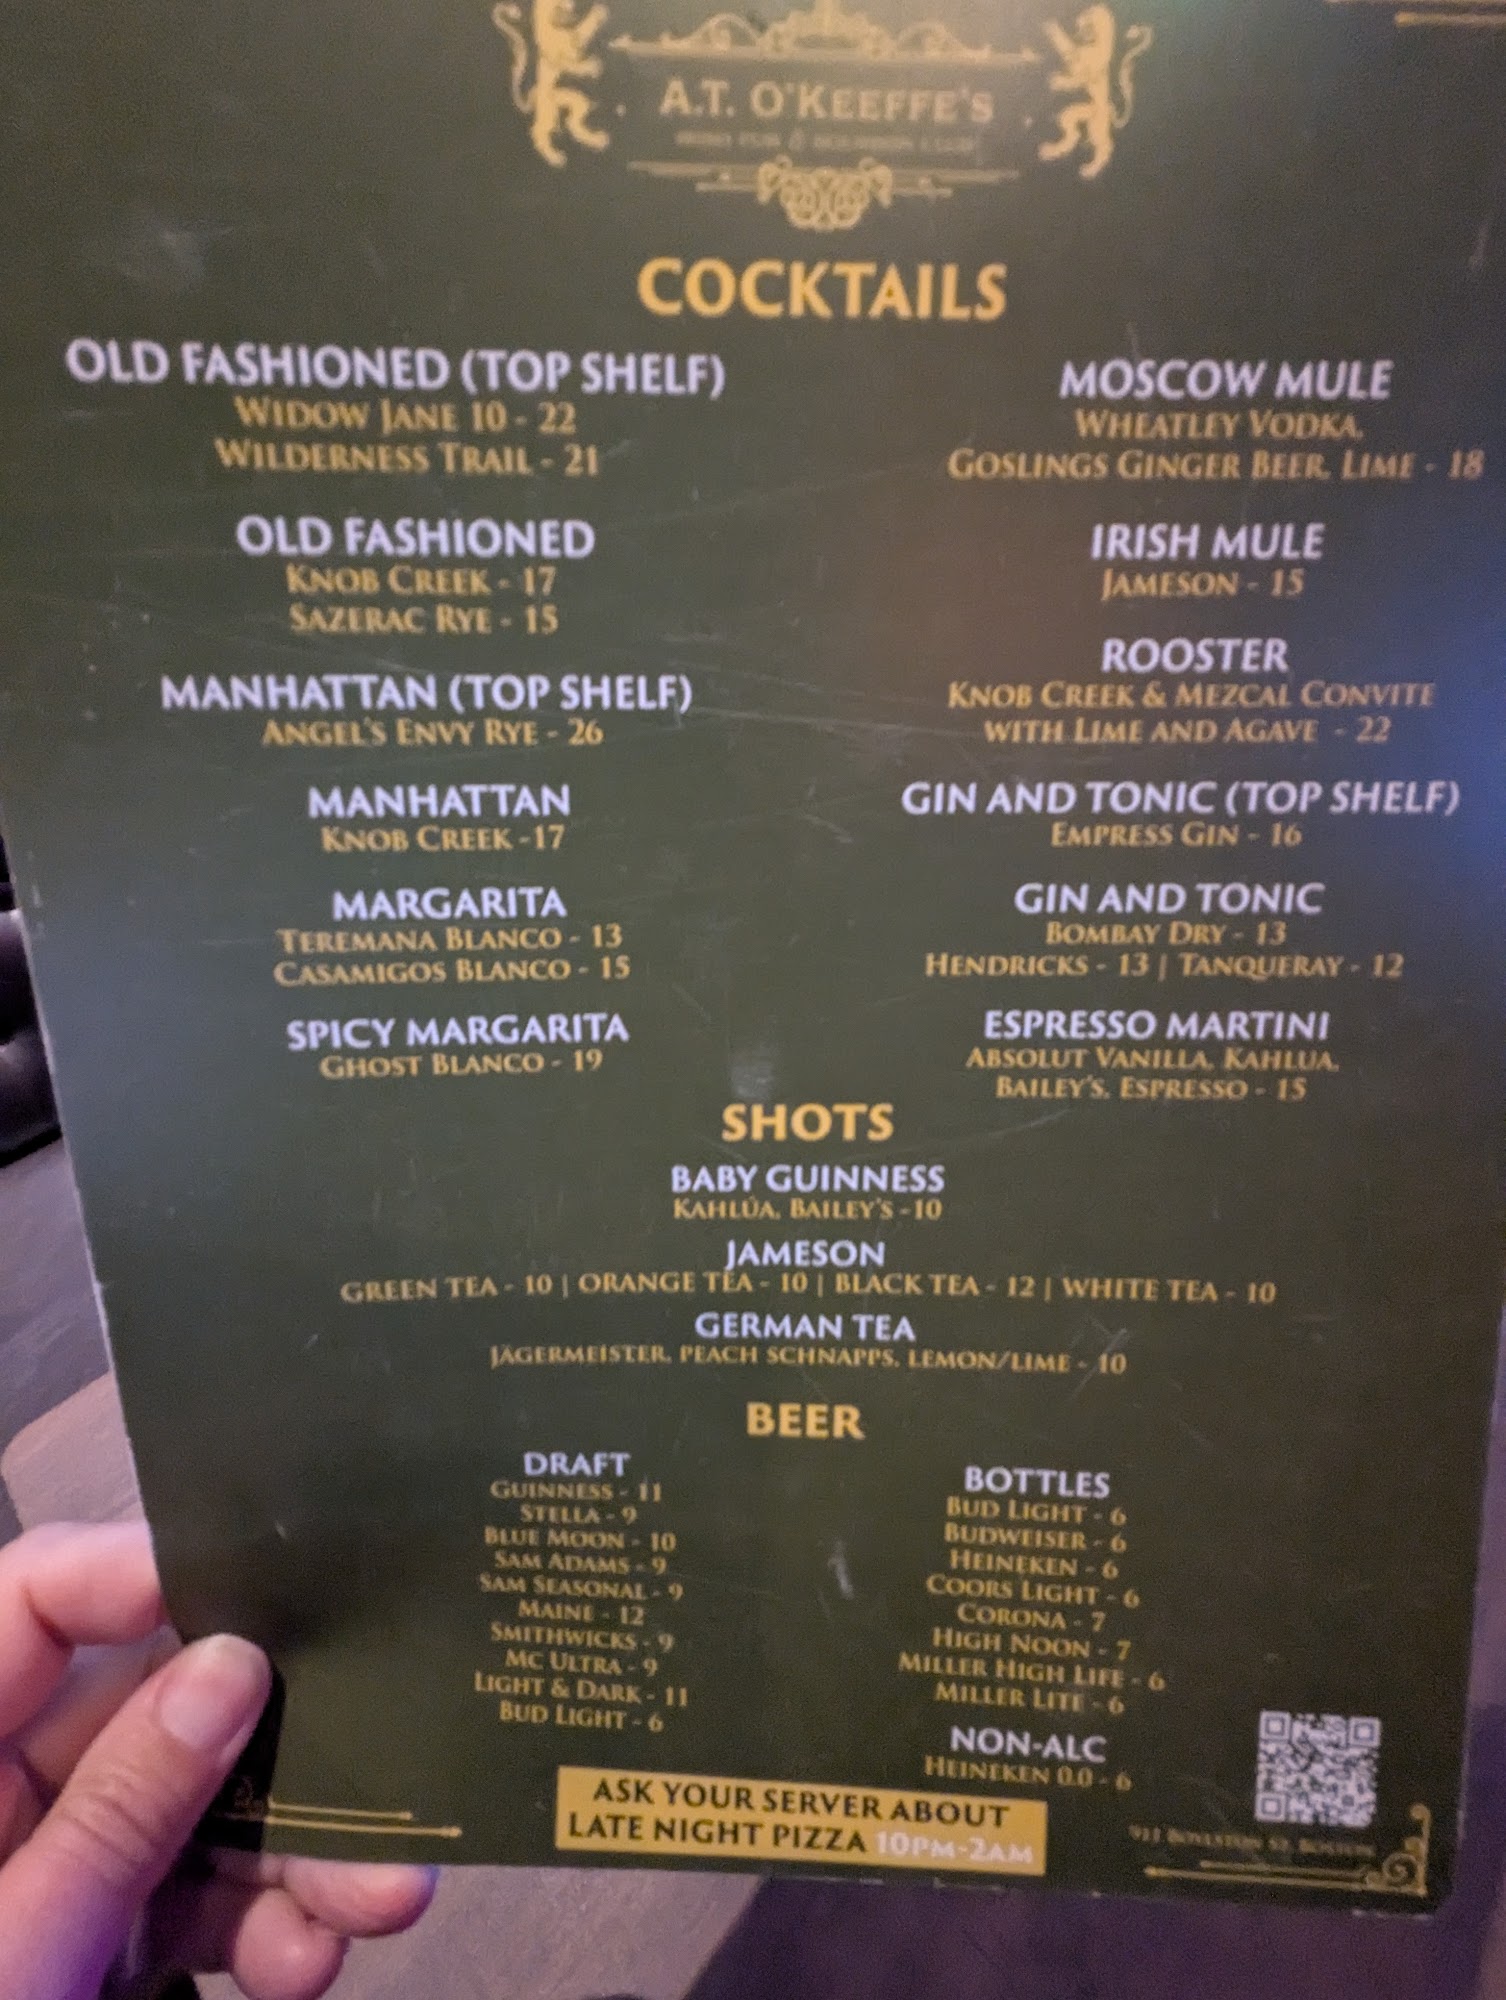 A.T. O'KEEFFE'S
COCKTAILS
OLD FASHIONED (TOP SHELF)
WIDOW JANE 10 - 22
WILDERNESS TRAIL - 21
OLD FASHIONED
KNOB CREEK - 17
SAZERAC RYE - 15
MANHATTAN (TOP SHELF)
ANGEL'S ENVY RYE - 26
MANHATTAN
KNOB CREEK -17
MARGARITA
TEREMANA BLANCO - 13
CASAMIGOS BLANCO - 15
SPICY MARGARITA
GHOST BLANCO - 19
MOSCOW MULE
WHEATLEY VODKA,
GOSLINGS GINGER BEER, LIME - 18
IRISH MULE
JAMESON - 15
ROOSTER
KNOB CREEK & MEZCAL CONVITE
WITH LIME AND AGAVE - 22
GIN AND TONIC (TOP SHELF)
EMPRESS GIN - 16
GIN AND TONIC
BOMBAY DRY - 13
HENDRICKS - 13 | TANQUERAY - 12
ESPRESSO MARTINI
ABSOLUT VANILLA, KAHLUA,
BAILEY'S, ESPRESSO - 15
SHOTS
BABY GUINNESS
KAHLÚA, BAILEY'S -10
JAMESON
GREEN TEA - 10 | ORANGE TEA - 10 | BLACK TEA - 12 | WHITE TEA - 10
GERMAN TEA
JÄGERMEISTER, PEACH SCHNAPPS, LEMON/LIME - 10
BEER
DRAFT
GUINNESS - 11
STELLA - 9
BLUE MOON - 10
SAM ADAMS - 9
SAM SEASONAL - 9
MAINE - 12
SMITHWICKS - 9
MC ULTRA - 9
LIGHT & DARK - 11
BUD LIGHT - 6
BOTTLES
BUD LIGHT - 6
BUDWEISER - 6
HEINEKEN - 6
COORS LIGHT - 6
CORONA - 7
HIGH NOON - 7
MILLER HIGH LIFE - 6
MILLER LITE - 6
NON-ALC
HEINEKEN 0.0 - 6
ASK YOUR SERVER ABOUT
LATE NIGHT PIZZA 10PM-2AM
BOYLSTON ST, BOSTON